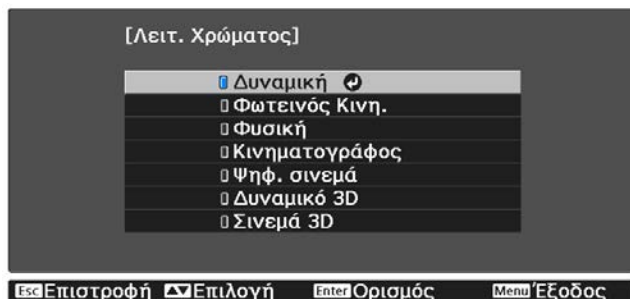 [Λειτ. Χρώματος]
Δυναμική
Φωτεινός Κινη.
Φυσική
Κινηματογράφος
Ψηφ. σινεμά
Δυναμικό 3D
Σινεμά 3D
Esc Επιστροφή Επιλογή Enter Ορισμός Menu Έξοδος